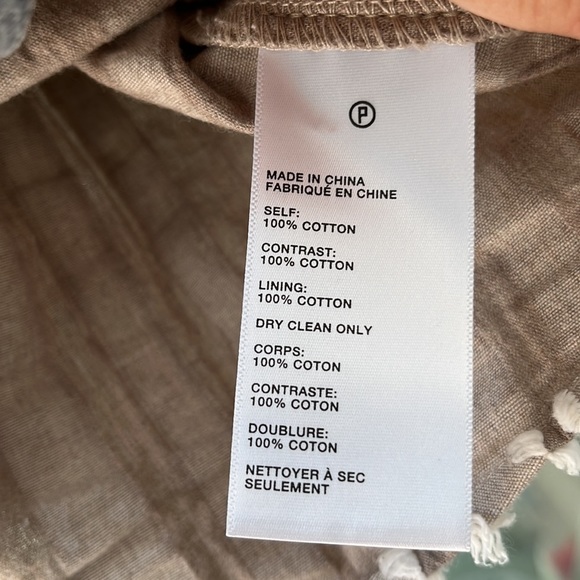 P
MADE IN CHINA
FABRIQUÉ EN CHINE
SELF:
100% COTTON
CONTRAST:
100% COTTON
LINING:
100% COTTON
DRY CLEAN ONLY
CORPS:
100% COTON
CONTRASTE:
100% COTON
DOUBLURE:
100% COTON
NETTOYER À SEC
SEULEMENT